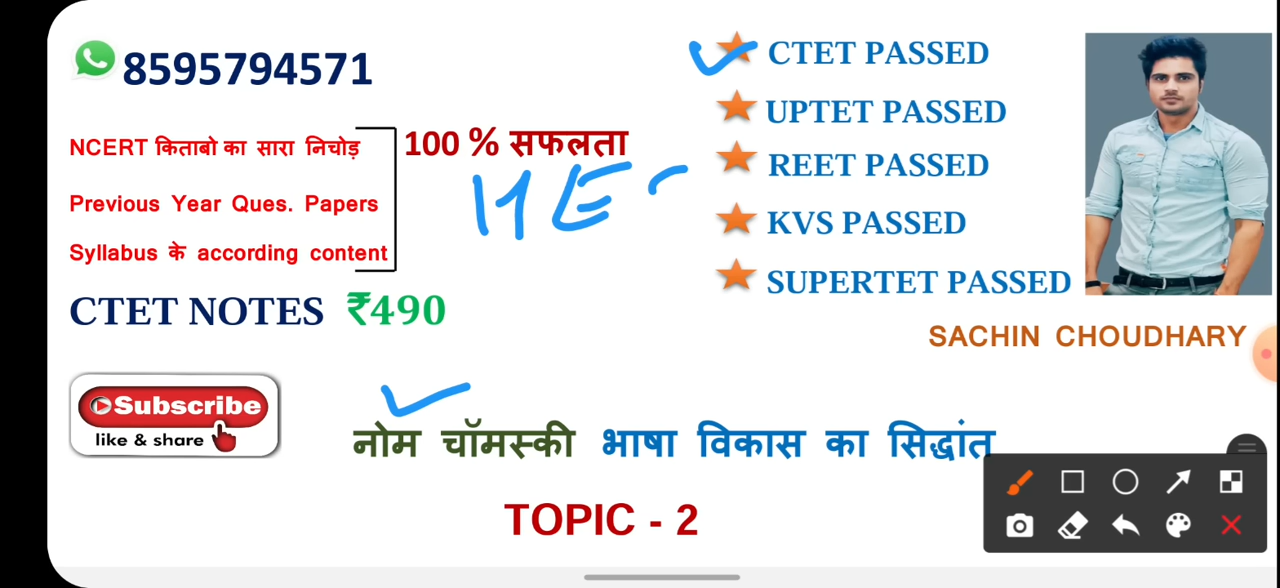 8595794571
NCERT किताबो का सारा निचोड़
Previous Year Ques. Papers
Syllabus के according content
100 % सफलता
CTET NOTES ₹490
CTET PASSED
UPTET PASSED
REET PASSED
KVS PASSED
SUPERTET PASSED
SACHIN CHOUDHARY
Subscribe
like & share
नोम चॉमस्की भाषा विकास का सिद्धांत
TOPIC - 2